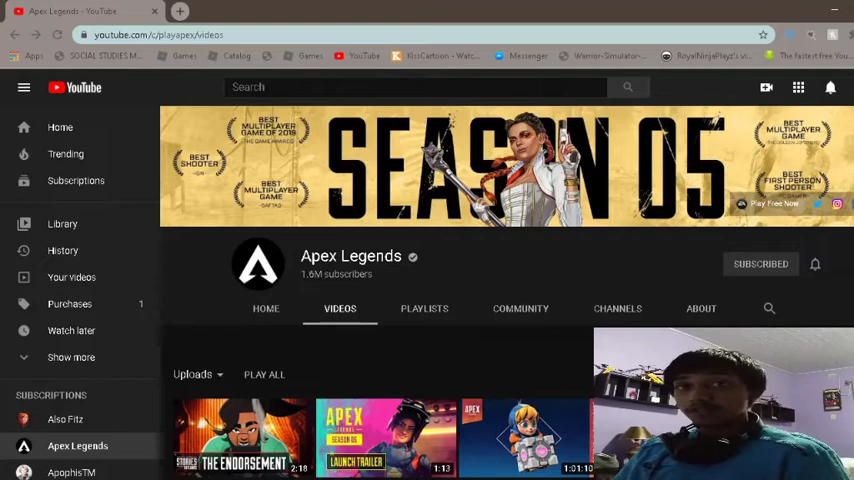 Apex Legends - YouTube
youtube.com/c/playapex/videos
Apps
SOCIAL STUDIES M...
Games
Catalog
Games
YouTube
KissCartoon - Watc...
Messenger
Warrior-Simulator-...
RoyalNinjaPlayz's vi...
The fastest free You...
YouTube
Search
BEST MULTIPLAYER GAME OF 2019
BEST SHOOTER
BEST MULTIPLAYER GAME
SEASON 05
BEST MULTIPLAYER
BEST FIRST PERSON SHOOTER
Play Free Now
Home
Trending
Subscriptions
Library
History
Your videos
Purchases 1
Watch later
Show more
SUBSCRIPTIONS
Also Fitz
Apex Legends
ApophisTM
Apex Legends
1.6M subscribers
SUBSCRIBED
HOME VIDEOS PLAYLISTS COMMUNITY CHANNELS ABOUT
Uploads PLAY ALL
THE ENDORSEMENT
2:18
APEX
LEGENDS
SEASON 05
LAUNCH TRAILER
1:13
APEX
1:01:10